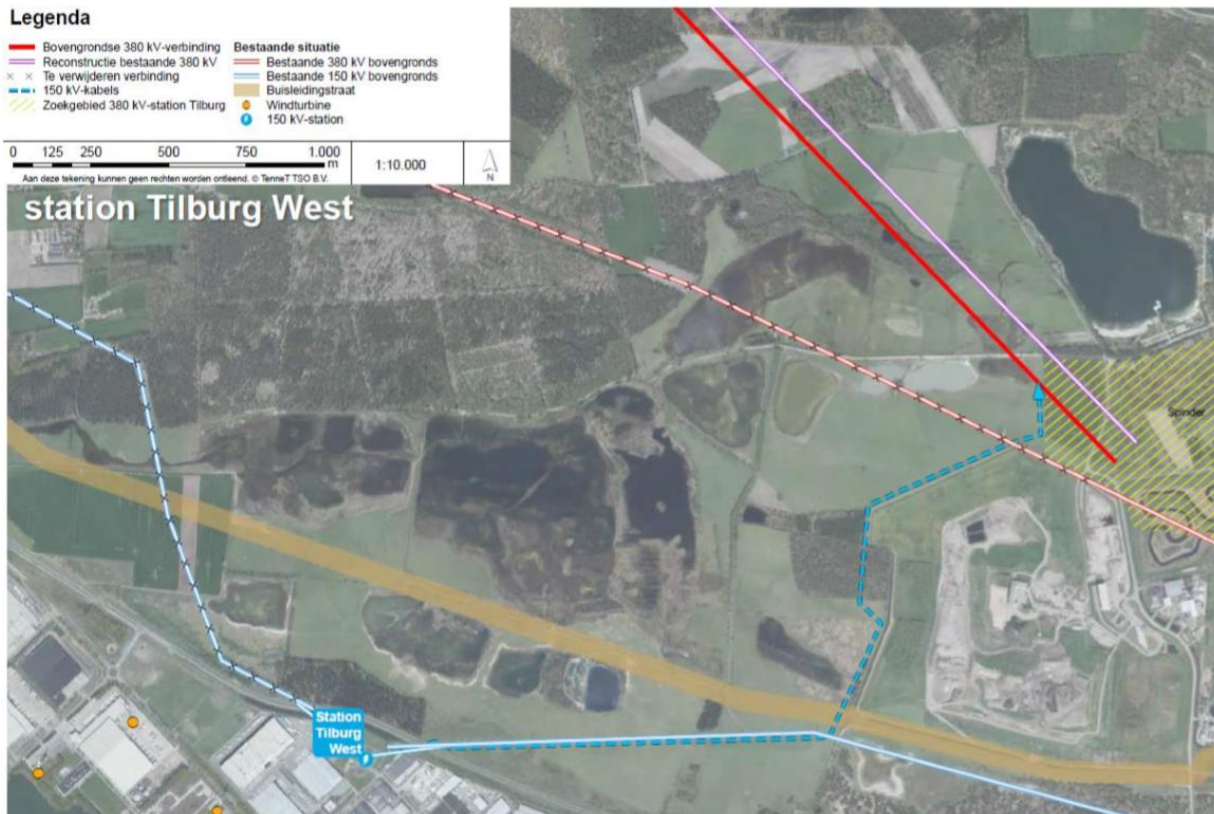 Legenda
Bovengrondse 380 kV-verbinding
Reconstructie bestaande 380 kV
Te verwijderen verbinding
150 kV-kabels
Zoekgebied 380 kV-station Tilburg
Bestaande situatie
Bestaande 380 kV bovengronds
Bestaande 150 kV bovengronds
Buisleidingstraat
Windturbine
150 kV-station
0 125 250 500 750 1.000
m
1:10.000
N
Aan deze tekening kunnen geen rechten worden ontleend. © TenneT TSO B.V.
station Tilburg West
Spinder
Station
Tilburg
West